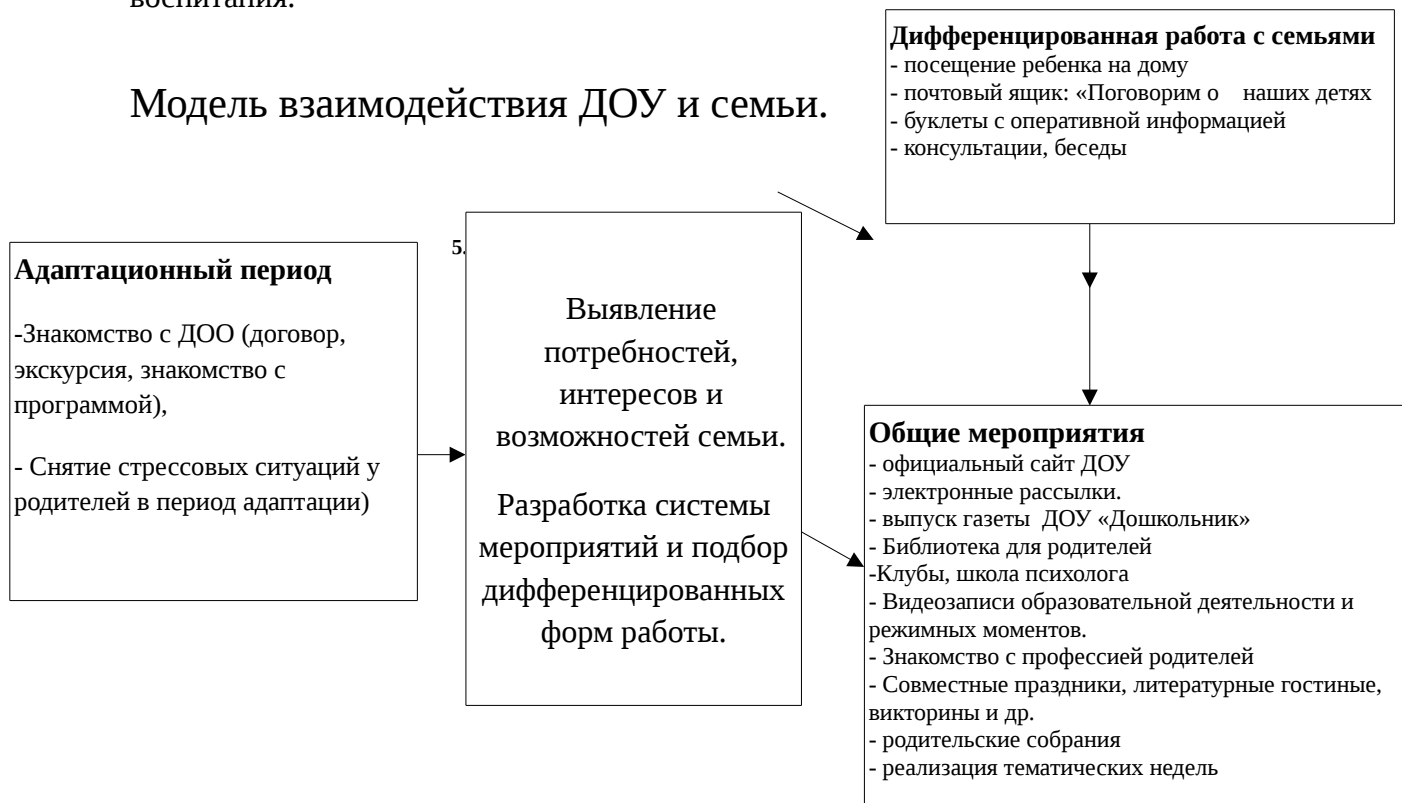 воспитания.
Модель взаимодействия ДОУ и семьи.
Дифференцированная работа с семьями
- посещение ребенка на дому
- почтовый ящик: «Поговорим о наших детях
- буклеты с оперативной информацией
- консультации, беседы
Адаптационный период
-Знакомство с ДОО (договор,
экскурсия, знакомство с
программой),
- Снятие стрессовых ситуаций у
родителей в период адаптации)
5.
Выявление
потребностей,
интересов и
возможностей семьи.
Разработка системы
мероприятий и подбор
дифференцированных
форм работы.
Общие мероприятия
- официальный сайт ДОУ
- электронные рассылки.
- выпуск газеты ДОУ «Дошкольник»
- Библиотека для родителей
-Клубы, школа психолога
- Видеозаписи образовательной деятельности и
режимных моментов.
- Знакомство с профессией родителей
- Совместные праздники, литературные гостиные,
викторины и др.
- родительские собрания
- реализация тематических недель